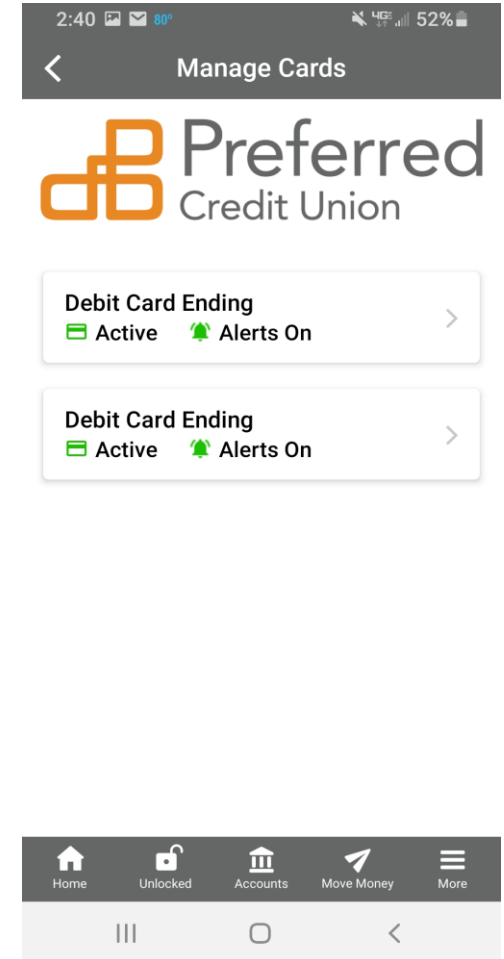 2:40 80° 4GE 52%
Manage Cards
Preferred
Credit Union
Debit Card Ending
Active Alerts On
Debit Card Ending
Active Alerts On
Home Unlocked Accounts Move Money More